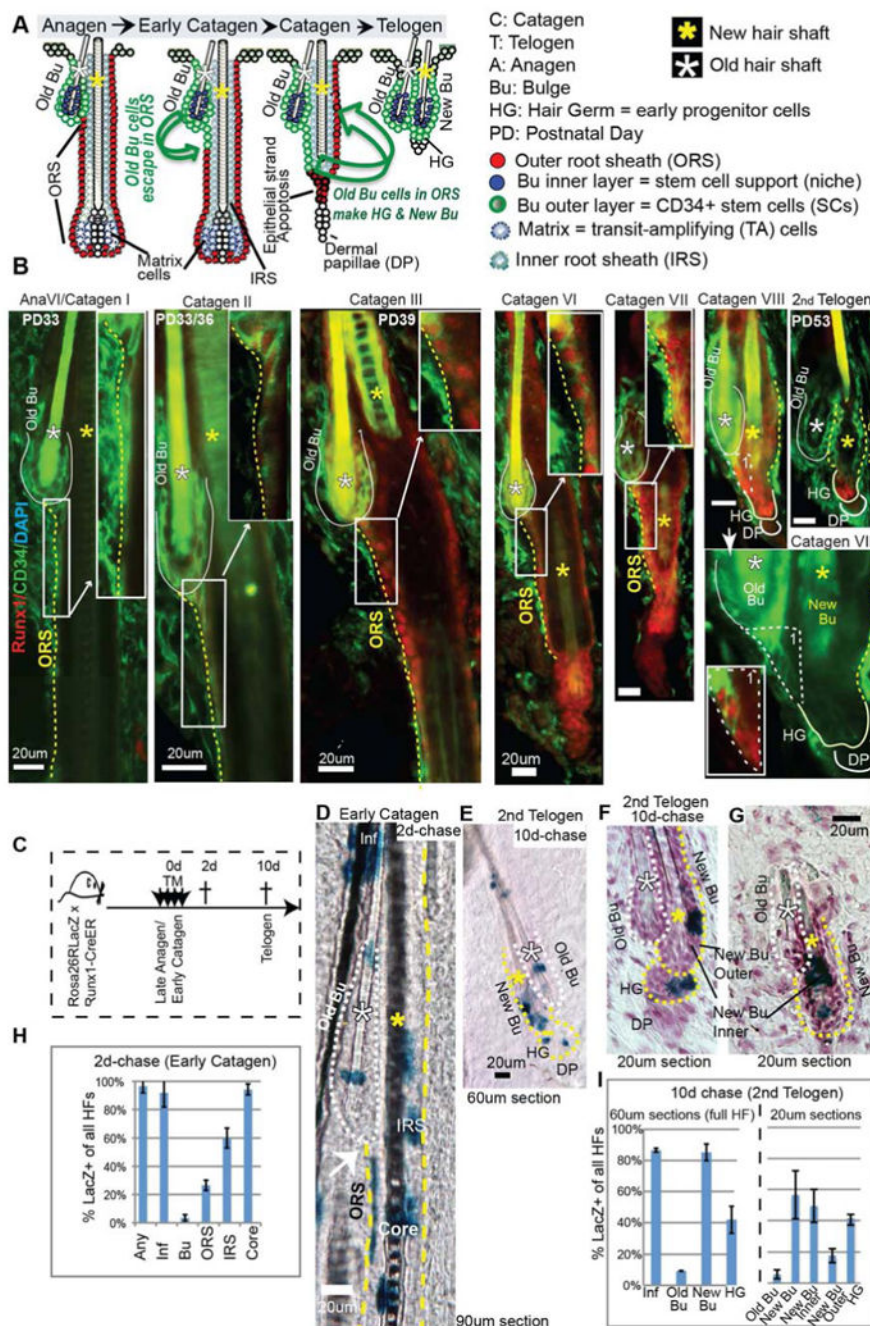 A
Anagen → Early Catagen → Catagen → Telogen
Old Bu
Old Bu
Old Bu
Old Bu
New Bu
HG
ORS
Old Bu cells
escape in ORS
Matrix
cells
IRS
Epithelial strand
Apoptosis
Old Bu cells in ORS
make HG & New Bu
Dermal
papillae (DP)
C: Catagen
T: Telogen
A: Anagen
Bu: Bulge
HG: Hair Germ = early progenitor cells
PD: Postnatal Day
* New hair shaft
* Old hair shaft
Outer root sheath (ORS)
Bu inner layer = stem cell support (niche)
Bu outer layer = CD34+ stem cells (SCs)
Matrix = transit-amplifying (TA) cells
Inner root sheath (IRS)
B
Runx1/CD34/DAPI
AnaVI/Catagen I
PD33
Old Bu
*
*
ORS
20um
Catagen II
PD33/36
Old Bu
*
*
ORS
20um
Catagen III
PD39
Old Bu
*
*
ORS
20um
Catagen VI
Old Bu
*
*
ORS
Catagen VII
Old Bu
*
*
ORS
Catagen VIII
Old Bu
*
*
1
HG
DP
2nd Telogen
PD53
Old Bu
*
*
HG
DP
Catagen VI
*
*
Old
Bu
New
Bu
1
1
HG
DP
C
Rosa26RLacZ x
Runx1-CreER
0d
TM
2d
10d
Late Anagen/
Early Catagen
Telogen
D
Early Catagen
2d-chase
Inf
Old Bu
*
*
IRS
ORS
Core
20um
90um section
E
2nd Telogen
10d-chase
*
*
Old Bu
New Bu
HG
DP
20um
60um section
F
2nd Telogen
10d-chase
*
*
Old Bu
New Bu
New Bu
Outer
HG
DP
New Bu
Inner
20um section
G
20um
Old Bu
*
*
New Bu
20um section
H
2d-chase (Early Catagen)
% LacZ+ of all HFs
100%
80%
60%
40%
20%
0%
Any
Inf
Bu
ORS
IRS
Core
I
10d chase (2nd Telogen)
60um sections (full HF)
20um sections
% LacZ+ of all HFs
100%
80%
60%
40%
20%
0%
Inf
Old
Bu
New
Bu
HG
Old Bu
New Bu
New Bu
Inner
New Bu
Outer
HG